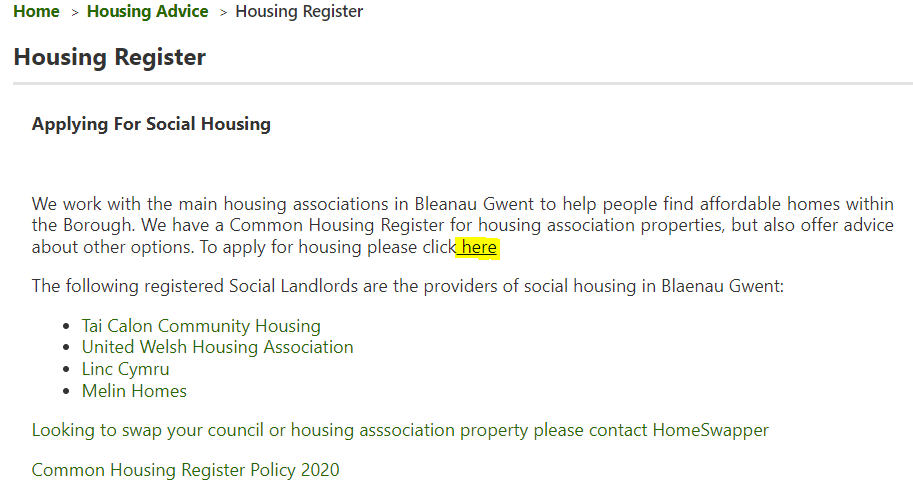 Home > Housing Advice > Housing Register
Housing Register
Applying For Social Housing
We work with the main housing associations in Bleanau Gwent to help people find affordable homes within
the Borough. We have a Common Housing Register for housing association properties, but also offer advice
about other options. To apply for housing please click here
The following registered Social Landlords are the providers of social housing in Blaenau Gwent:
• Tai Calon Community Housing
• United Welsh Housing Association
• Linc Cymru
• Melin Homes
Looking to swap your council or housing asssociation property please contact HomeSwapper
Common Housing Register Policy 2020